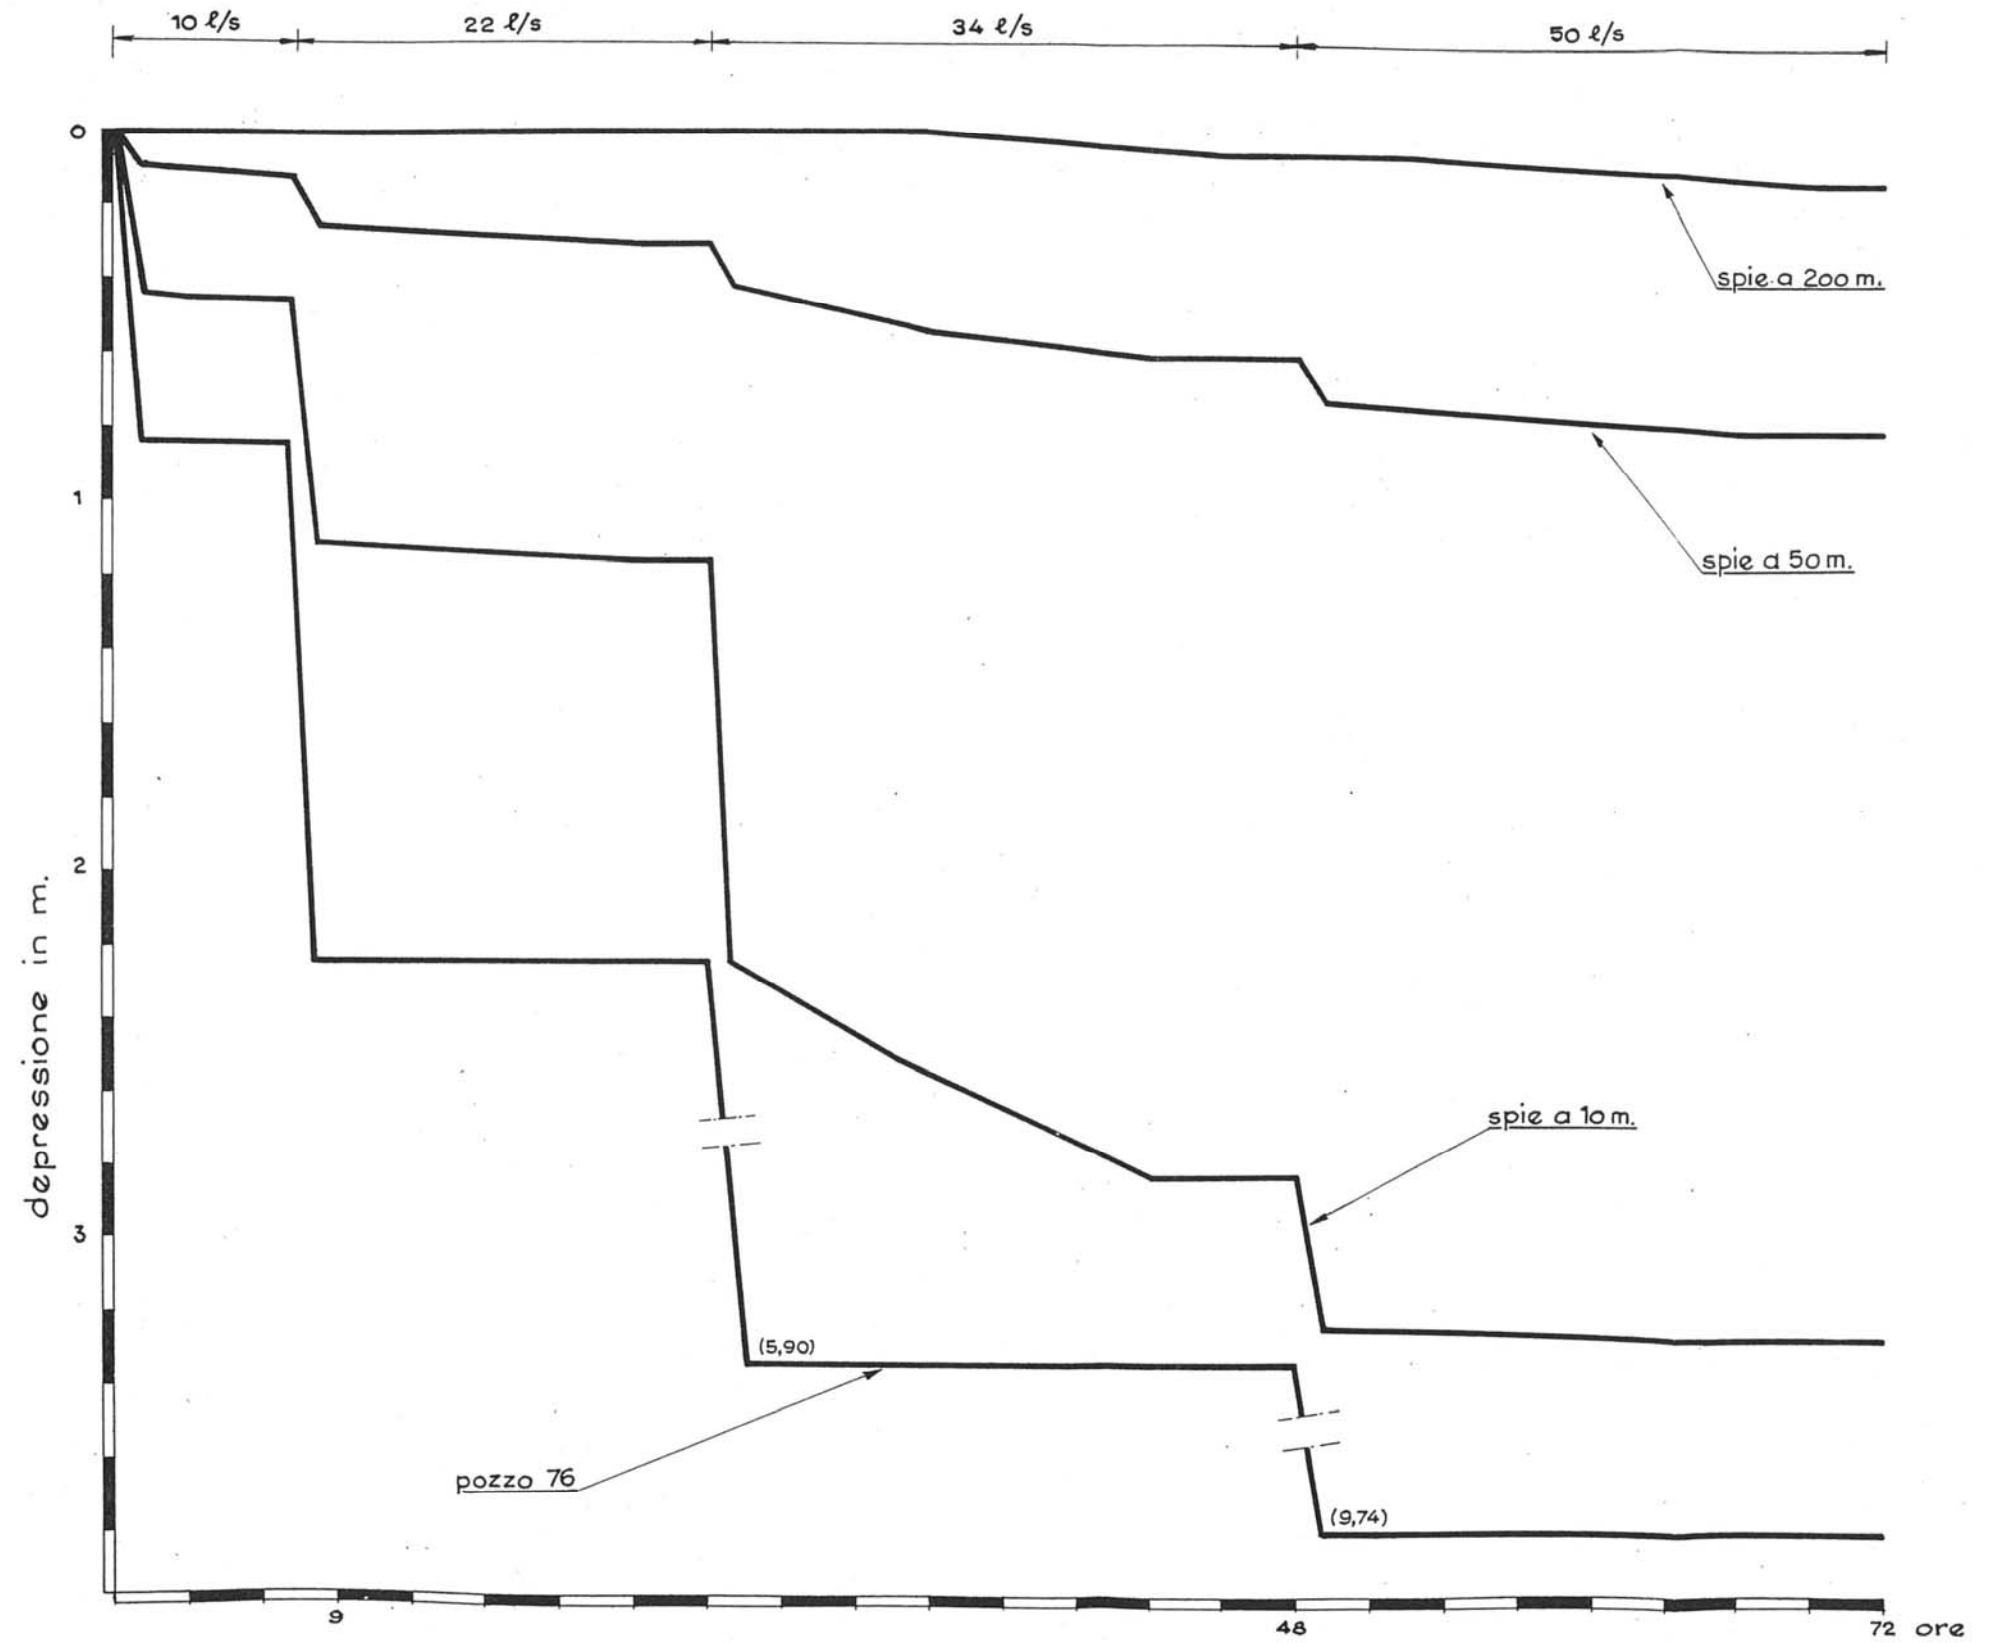 10 ℓ/s 22 ℓ/s 34 ℓ/s 50 ℓ/s
0
spie a 200 m.
1
spie a 50 m.
2
depressione in m.
spie a 10 m.
3
(5,90)
pozzo 76
(9,74)
9 48 72 ore